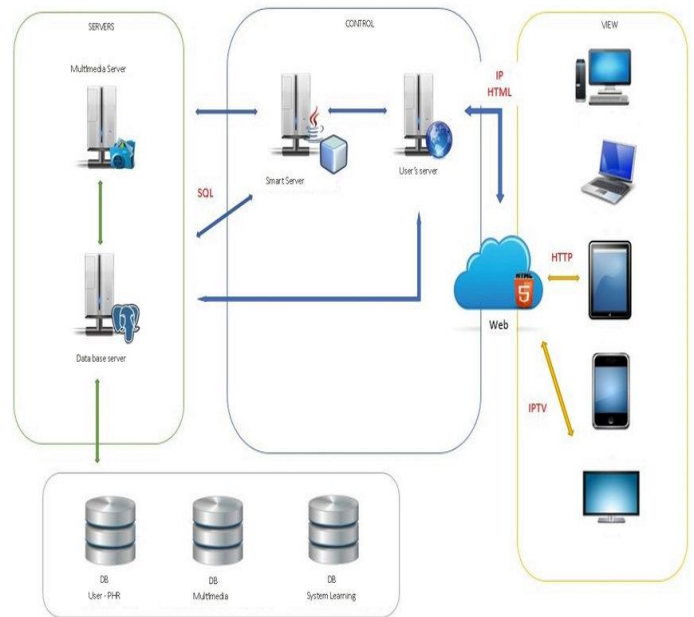 SERVERS
CONTROL
VIEW
Multimedia Server
IP
HTML
SQL
Smart Server
User's server
HTML
5
HTTP
Web
Data base server
IPTV
DB
User - PHR
DB
Multimedia
DB
System Learning